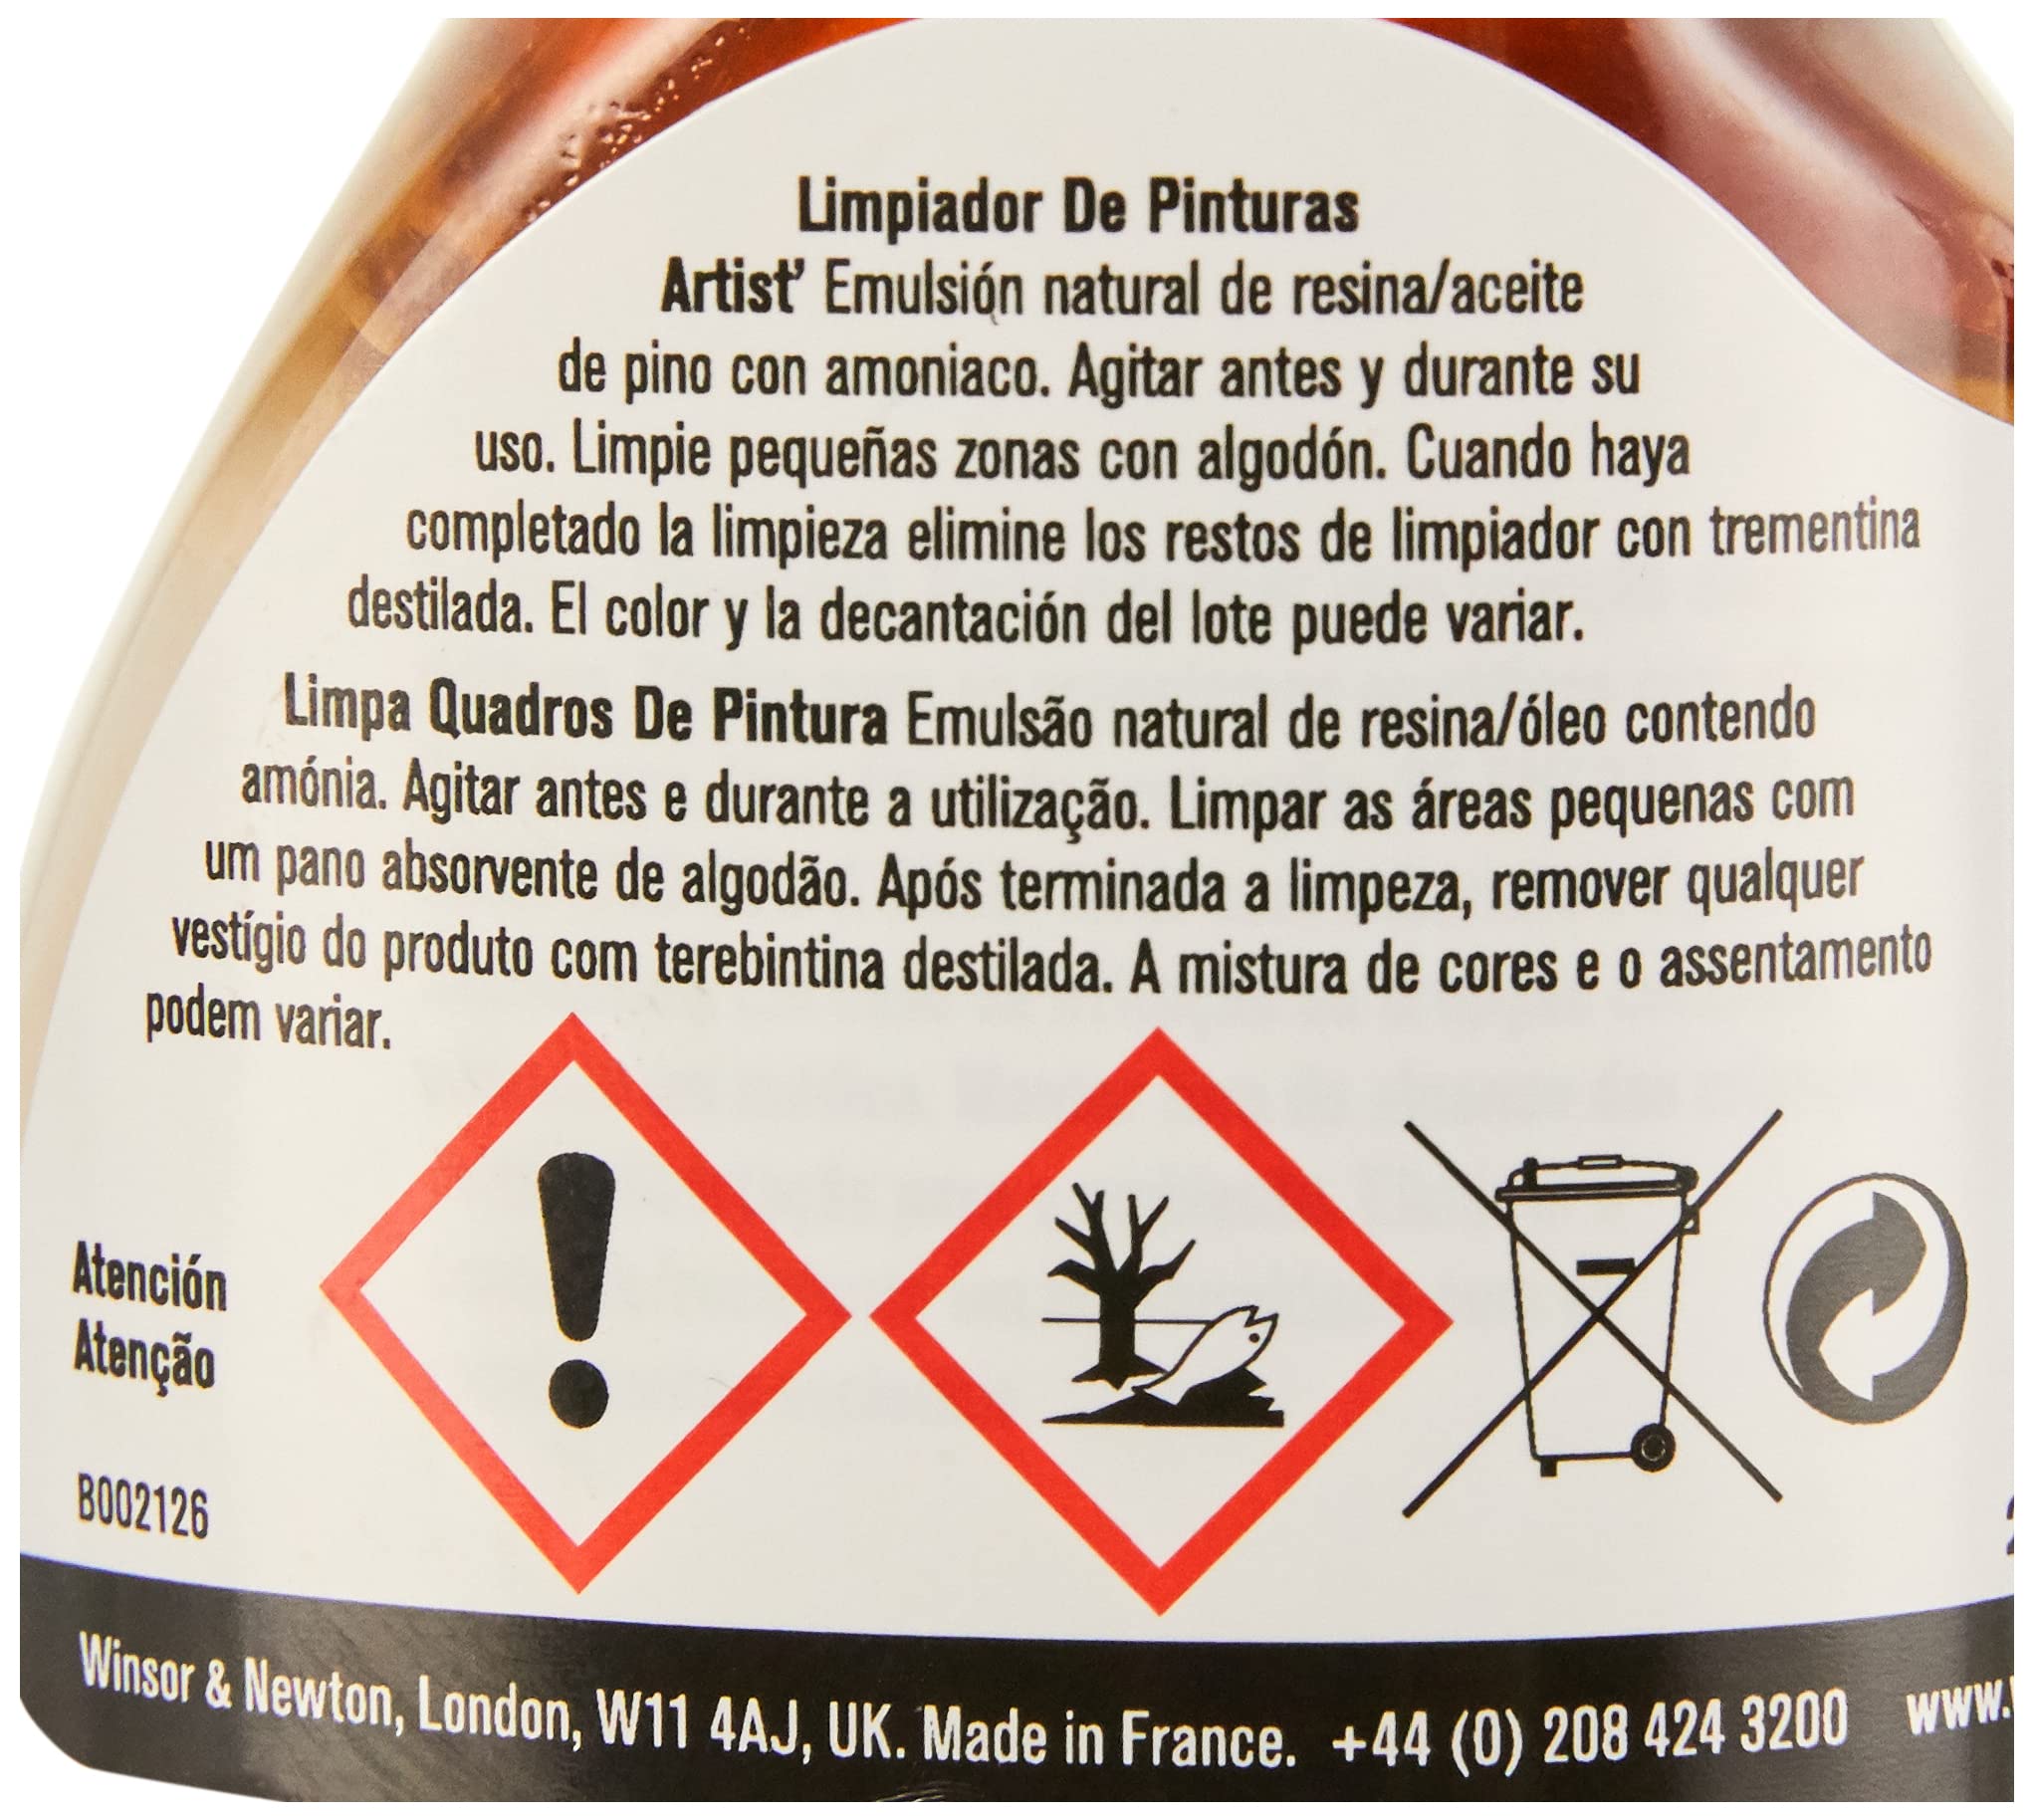 Limpiador De Pinturas
Artist’ Emulsión natural de resina/aceite
de pino con amoniaco. Agitar antes y durante su
uso. Limpie pequeñas zonas con algodón. Cuando haya
completado la limpieza elimine los restos de limpiador con trementina
destilada. El color y la decantación del lote puede variar.
Limpa Quadros De Pintura Emulsão natural de resina/óleo contendo
amónia. Agitar antes e durante a utilização. Limpar as áreas pequenas com
um pano absorvente de algodão. Após terminada a limpeza, remover qualquer
vestígio do produto com terebintina destilada. A mistura de cores e o assentamento
podem variar.
Atención
Atenção
B002126
Winsor & Newton, London, W11 4AJ, UK. Made in France. +44 (0) 208 424 3200 www.